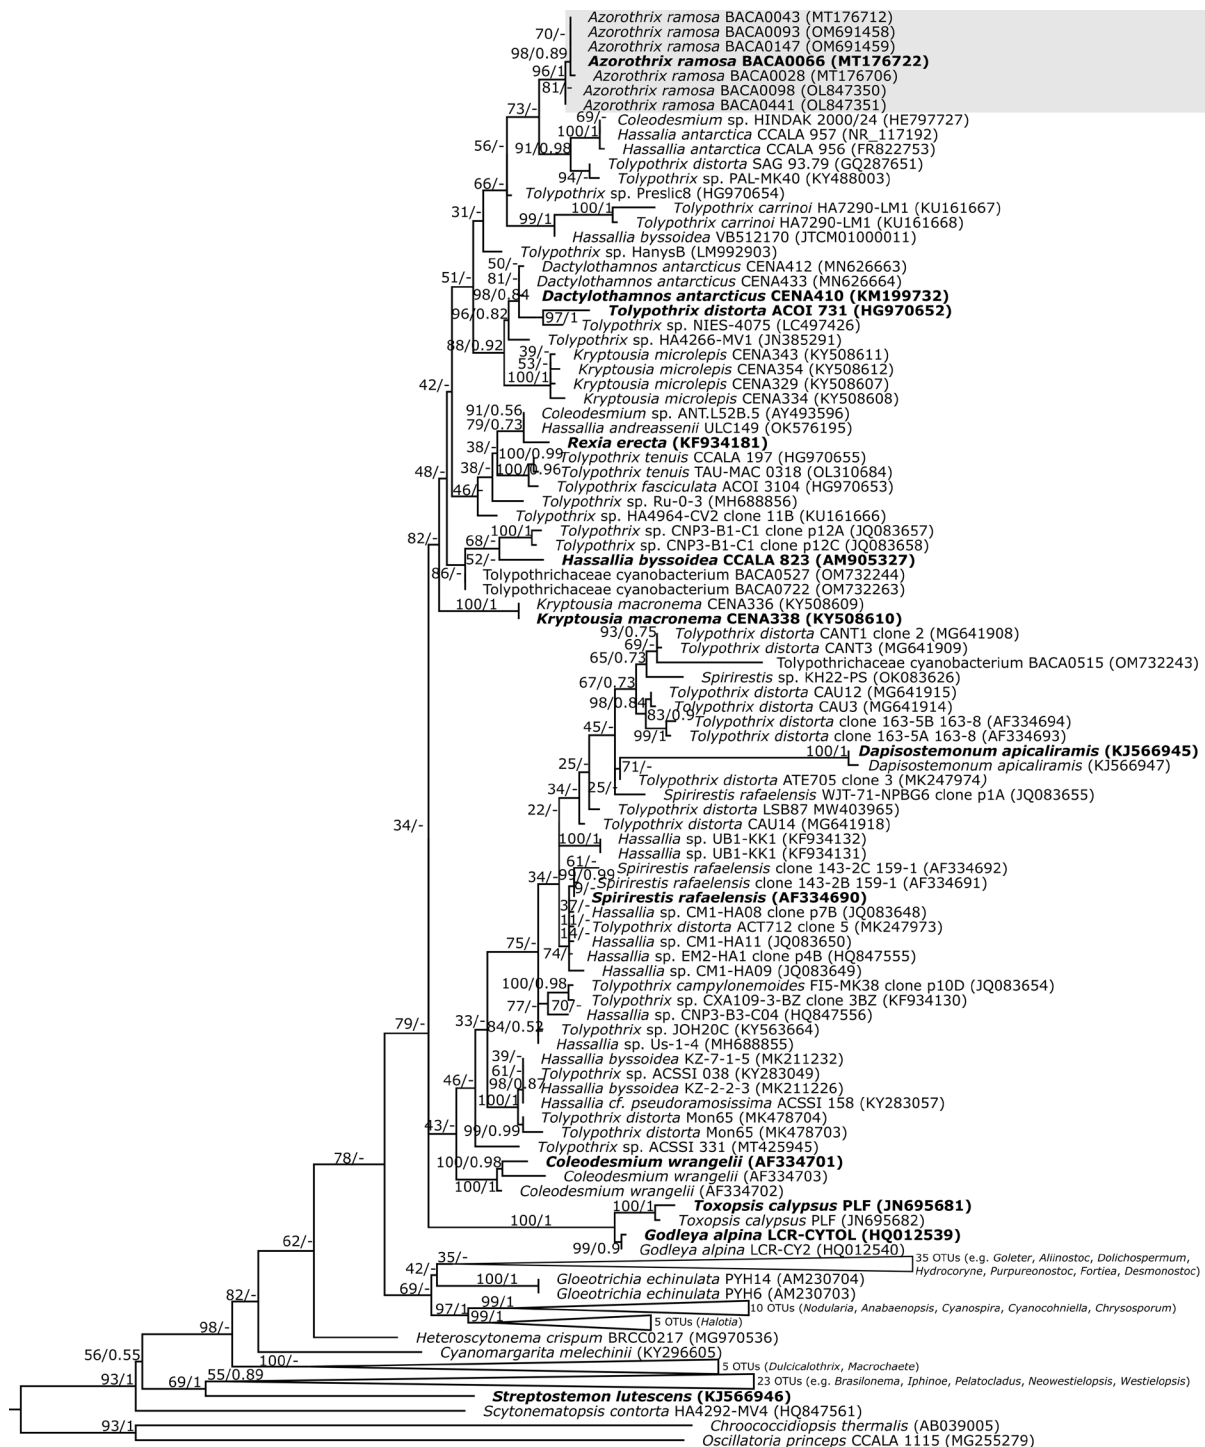 Azorothrix ramosa BACA0043 (MT176712)
70/-
Azorothrix ramosa BACA0093 (OM691458)
98/0.89
Azorothrix ramosa BACA0147 (OM691459)
Azorothrix ramosa BACA0066 (MT176722)
96/1
Azorothrix ramosa BACA0028 (MT176706)
81/-
Azorothrix ramosa BACA0098 (OL847350)
Azorothrix ramosa BACA0441 (OL847351)
73/-
69/-
Coleodesmium sp. HINDAK 2000/24 (HE797727)
100/1
Hassalia antarctica CCALA 957 (NR_117192)
56/-
91/0.98
Hassallia antarctica CCALA 956 (FR822753)
Tolypothrix distorta SAG 93.79 (GQ287651)
94/-
Tolypothrix sp. PAL-MK40 (KY488003)
66/-
Tolypothrix sp. Preslic8 (HG970654)
31/-
100/1
Tolypothrix carrinoi HA7290-LM1 (KU161667)
99/1
Tolypothrix carrinoi HA7290-LM1 (KU161668)
Hassallia byssoidea VB512170 (JTCM01000011)
Tolypothrix sp. HanysB (LM992903)
50/-
Dactylothamnos antarcticus CENA412 (MN626663)
51/-
81/-
Dactylothamnos antarcticus CENA433 (MN626664)
98/0.84
Dactylothamnos antarcticus CENA410 (KM199732)
96/0.82
97/1
Tolypothrix distorta ACOI 731 (HG970652)
Tolypothrix sp. NIES-4075 (LC497426)
88/0.92
Tolypothrix sp. HA4266-MV1 (JN385291)
39/-
Kryptousia microlepis CENA343 (KY508611)
53/-
Kryptousia microlepis CENA354 (KY508612)
100/1
Kryptousia microlepis CENA329 (KY508607)
42/-
Kryptousia microlepis CENA334 (KY508608)
91/0.56
Coleodesmium sp. ANT.L52B.5 (AY493596)
79/0.73
Hassallia andreassenii ULC149 (OK576195)
Rexia erecta (KF934181)
38/-
100/0.99
Tolypothrix tenuis CCALA 197 (HG970655)
48/-
38/-
100/0.96
Tolypothrix tenuis TAU-MAC 0318 (OL310684)
46/-
Tolypothrix fasciculata ACOI 3104 (HG970653)
Tolypothrix sp. Ru-0-3 (MH688856)
Tolypothrix sp. HA4964-CV2 clone 11B (KU161666)
100/1
Tolypothrix sp. CNP3-B1-C1 clone p12A (JQ083657)
82/-
68/-
Tolypothrix sp. CNP3-B1-C1 clone p12C (JQ083658)
52/-
Hassallia byssoidea CCALA 823 (AM905327)
86/-
Tolypothrichaceae cyanobacterium BACA0527 (OM732244)
Tolypothrichaceae cyanobacterium BACA0722 (OM732263)
100/1
Kryptousia macronema CENA336 (KY508609)
Kryptousia macronema CENA338 (KY508610)
93/0.75
Tolypothrix distorta CANT1 clone 2 (MG641908)
69/-
Tolypothrix distorta CANT3 (MG641909)
65/0.73
Tolypothrichaceae cyanobacterium BACA0515 (OM732243)
Spirirestis sp. KH22-PS (OK083626)
67/0.73
Tolypothrix distorta CAU12 (MG641915)
98/0.84
Tolypothrix distorta CAU3 (MG641914)
83/0.97
Tolypothrix distorta clone 163-5B 163-8 (AF334694)
45/-
99/1
Tolypothrix distorta clone 163-5A 163-8 (AF334693)
100/1
Dapisostemonum apicaliramis (KJ566945)
25/-
71/-
Dapisostemonum apicaliramis (KJ566947)
Tolypothrix distorta ATE705 clone 3 (MK247974)
34/-
25/-
Spirirestis rafaelensis WJT-71-NPBG6 clone p1A (JQ083655)
22/-
Tolypothrix distorta LSB87 MW403965)
34/-
Tolypothrix distorta CAU14 (MG641918)
100/1
Hassallia sp. UB1-KK1 (KF934132)
Hassallia sp. UB1-KK1 (KF934131)
61/-
Spirirestis rafaelensis clone 143-2C 159-1 (AF334692)
34/-
99/0.99
Spirirestis rafaelensis clone 143-2B 159-1 (AF334691)
9/-
Spirirestis rafaelensis (AF334690)
37/-
Hassallia sp. CM1-HA08 clone p7B (JQ083648)
11/-
Tolypothrix distorta ACT712 clone 5 (MK247973)
14/-
Hassallia sp. CM1-HA11 (JQ083650)
75/-
74/-
Hassallia sp. EM2-HA1 clone p4B (HQ847555)
Hassallia sp. CM1-HA09 (JQ083649)
100/0.98
Tolypothrix campylonemoides FI5-MK38 clone p10D (JQ083654)
77/-
70/-
Tolypothrix sp. CXA109-3-BZ clone 3BZ (KF934130)
Hassallia sp. CNP3-B3-C04 (HQ847556)
79/-
33/-
84/0.52
Tolypothrix sp. JOH20C (KY563664)
Hassallia sp. Us-1-4 (MH688855)
39/-
Hassallia byssoidea KZ-7-1-5 (MK211232)
61/-
Tolypothrix sp. ACSSI 038 (KY283049)
46/-
98/0.87
Hassallia byssoidea KZ-2-2-3 (MK211226)
100/1
Hassallia cf. pseudoramosissima ACSSI 158 (KY283057)
Tolypothrix distorta Mon65 (MK478704)
43/-
99/0.99
Tolypothrix distorta Mon65 (MK478703)
Tolypothrix sp. ACSSI 331 (MT425945)
78/-
100/0.98
Coleodesmium wrangelii (AF334701)
Coleodesmium wrangelii (AF334703)
100/1
Coleodesmium wrangelii (AF334702)
100/1
Toxopsis calypsus PLF (JN695681)
100/1
Toxopsis calypsus PLF (JN695682)
Godleya alpina LCR-CYTOL (HQ012539)
62/-
99/0.9
Godleya alpina LCR-CY2 (HQ012540)
35/-
35 OTUs (e.g. Goleter, Aliinostoc, Dolichospermum,
Hydrocoryne, Purpureonostoc, Fortiea, Desmonostoc)
42/-
100/1
Gloeotrichia echinulata PYH14 (AM230704)
69/-
Gloeotrichia echinulata PYH6 (AM230703)
82/-
97/1
99/1
10 OTUs (Nodularia, Anabaenopsis, Cyanospira, Cyanocohniella, Chrysosporum)
99/1
5 OTUs (Halotia)
98/-
Heteroscytonema crispum BRCC0217 (MG970536)
Cyanomargarita melechinii (KY296605)
56/0.55
100/-
5 OTUs (Dulcicalothrix, Macrochaete)
93/1
69/1
55/0.89
23 OTUs (e.g. Brasilonema, Iphinoe, Pelatocladus, Neowestielopsis, Westielopsis)
Streptostemon lutescens (KJ566946)
Scytonematopsis contorta HA4292-MV4 (HQ847561)
93/1
Chroococcidiopsis thermalis (AB039005)
Oscillatoria princeps CCALA 1115 (MG255279)
34/-